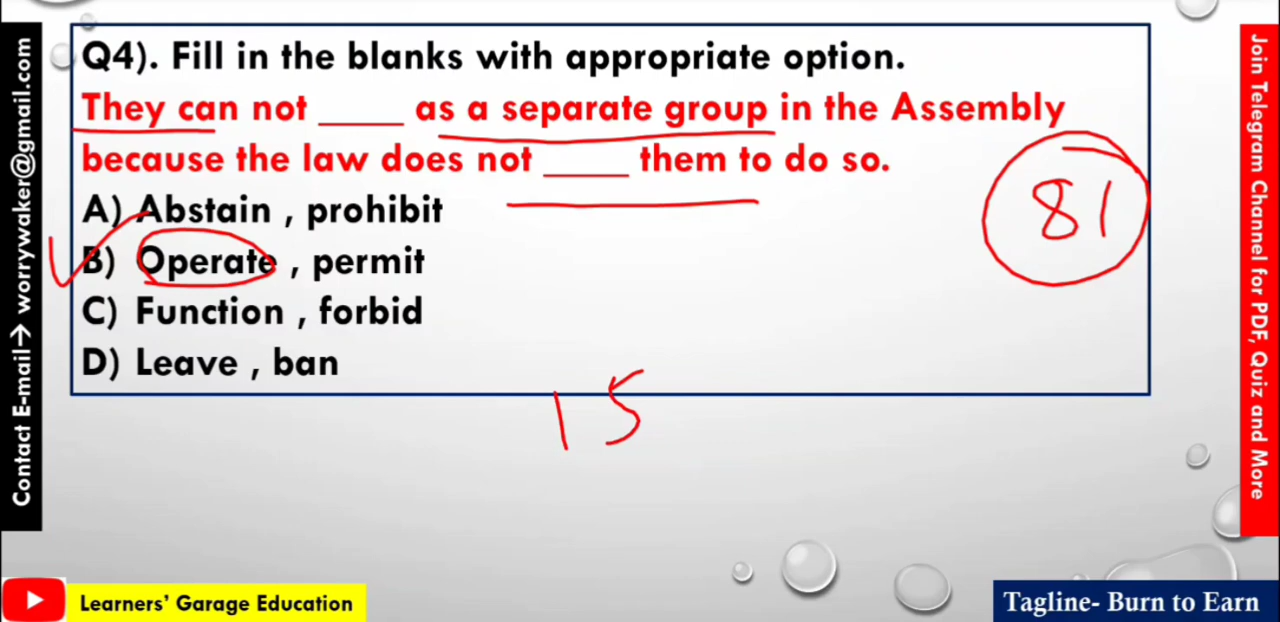 Q4). Fill in the blanks with appropriate option.
They can not ____ as a separate group in the Assembly
because the law does not ____ them to do so.
A) Abstain , prohibit
B) Operate , permit
C) Function , forbid
D) Leave , ban
81
15
Contact E-mail→ worrywaker@gmail.com
Join Telegram Channel for PDF, Quiz and More
Learners’ Garage Education
Tagline- Burn to Earn